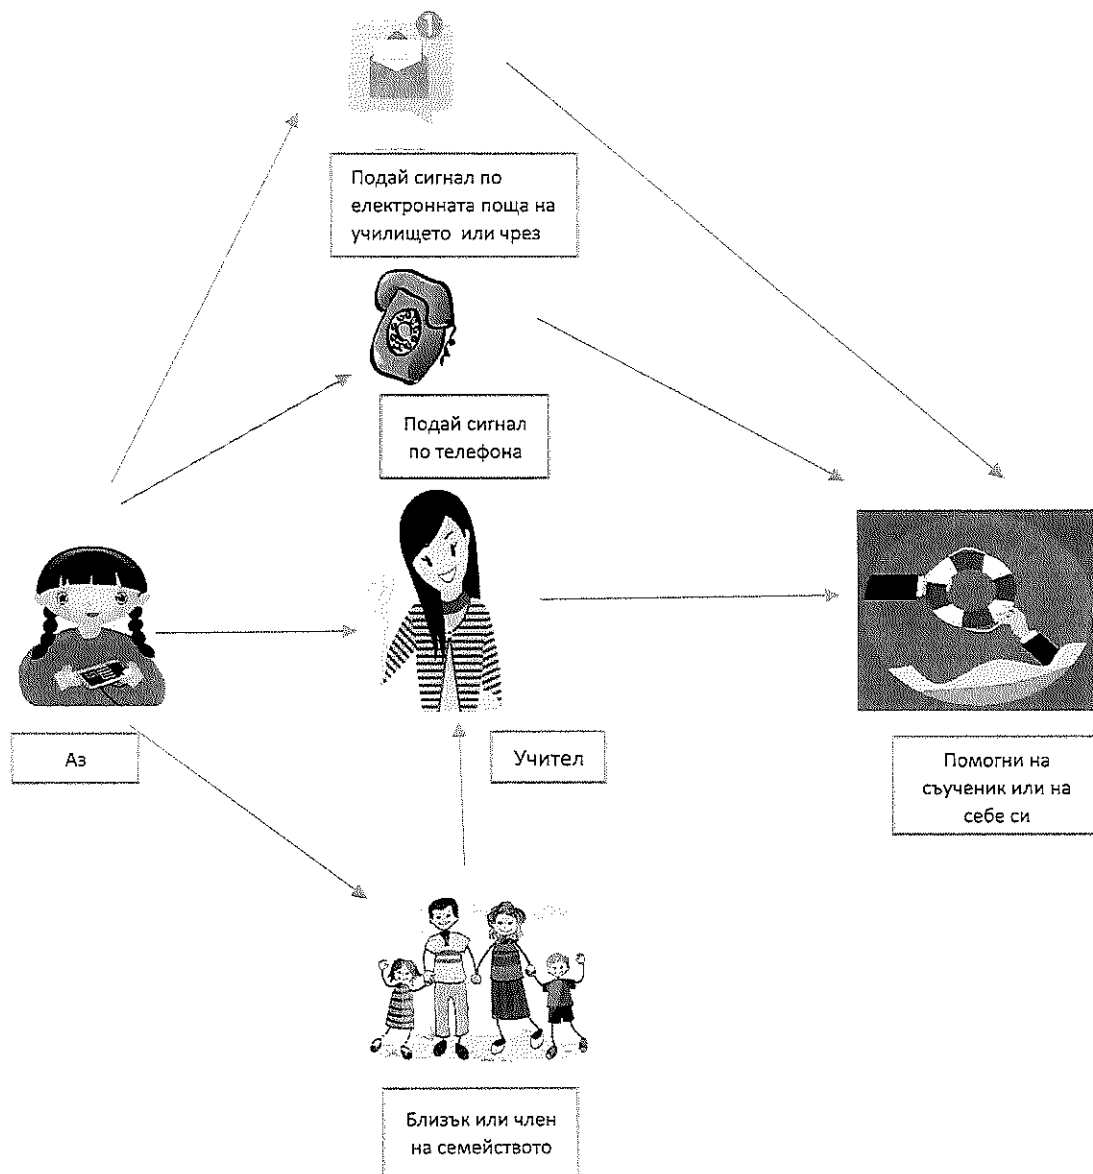 Подай сигнал по
електронната поща на
училището или чрез
Подай сигнал
по телефона
Аз
Учител
Помогни на
съученик или на
себе си
Близък или член
на семейството